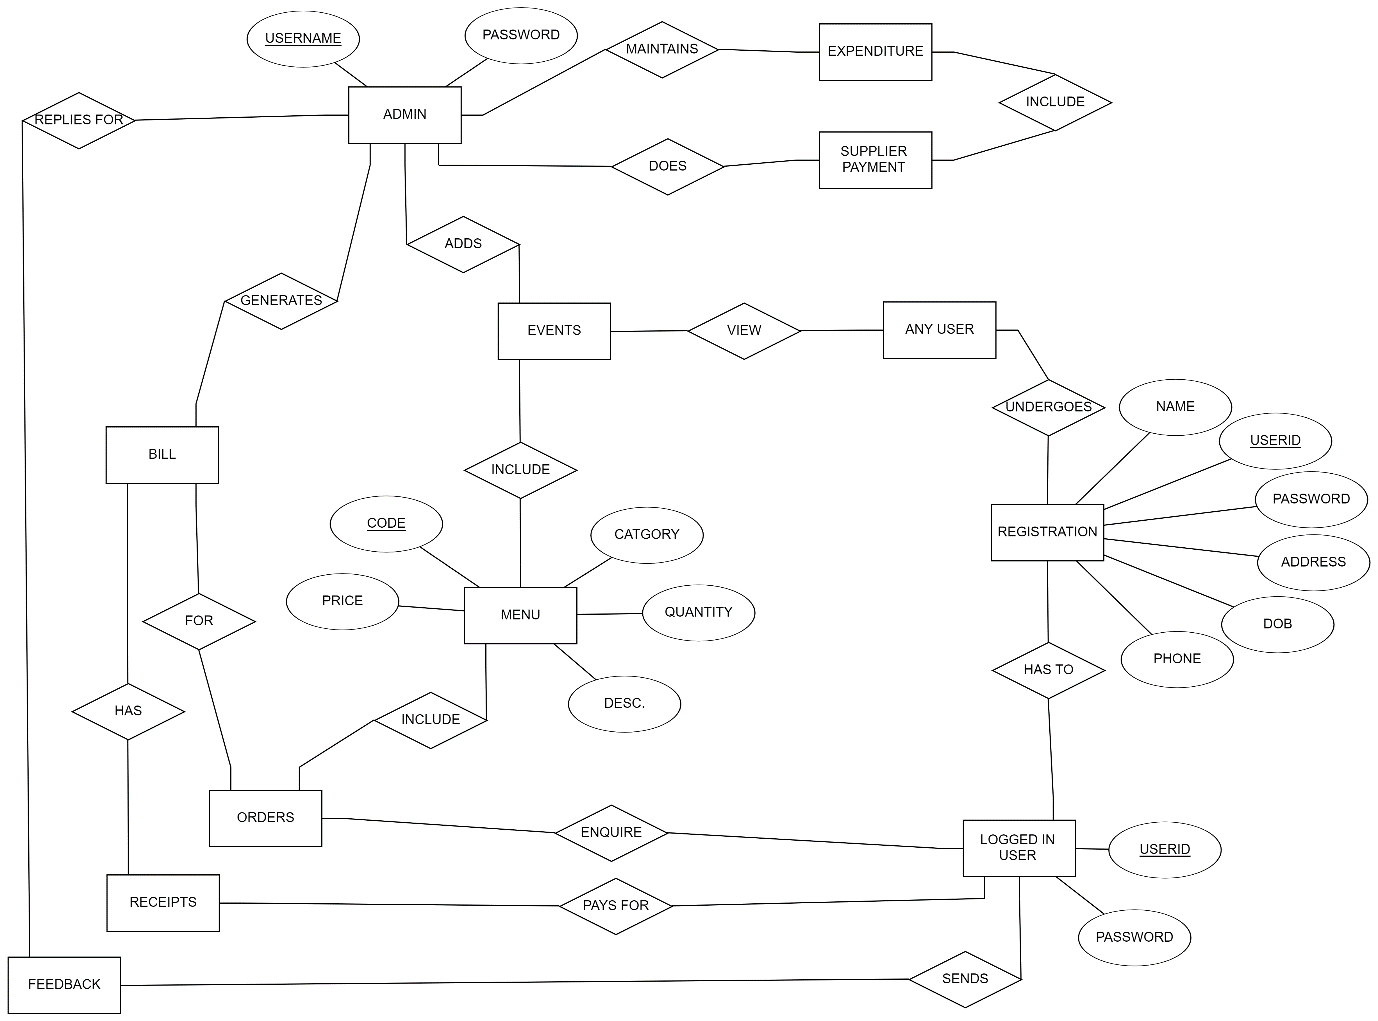 USERNAME
PASSWORD
MAINTAINS
EXPENDITURE
INCLUDE
REPLIES FOR
ADMIN
DOES
SUPPLIER
PAYMENT
ADDS
GENERATES
EVENTS
VIEW
ANY USER
UNDERGOES
NAME
USERID
BILL
INCLUDE
PASSWORD
CODE
CATGORY
REGISTRATION
ADDRESS
PRICE
MENU
QUANTITY
FOR
DOB
PHONE
HAS TO
DESC.
HAS
INCLUDE
ORDERS
ENQUIRE
LOGGED IN
USER
USERID
RECEIPTS
PAYS FOR
PASSWORD
FEEDBACK
SENDS